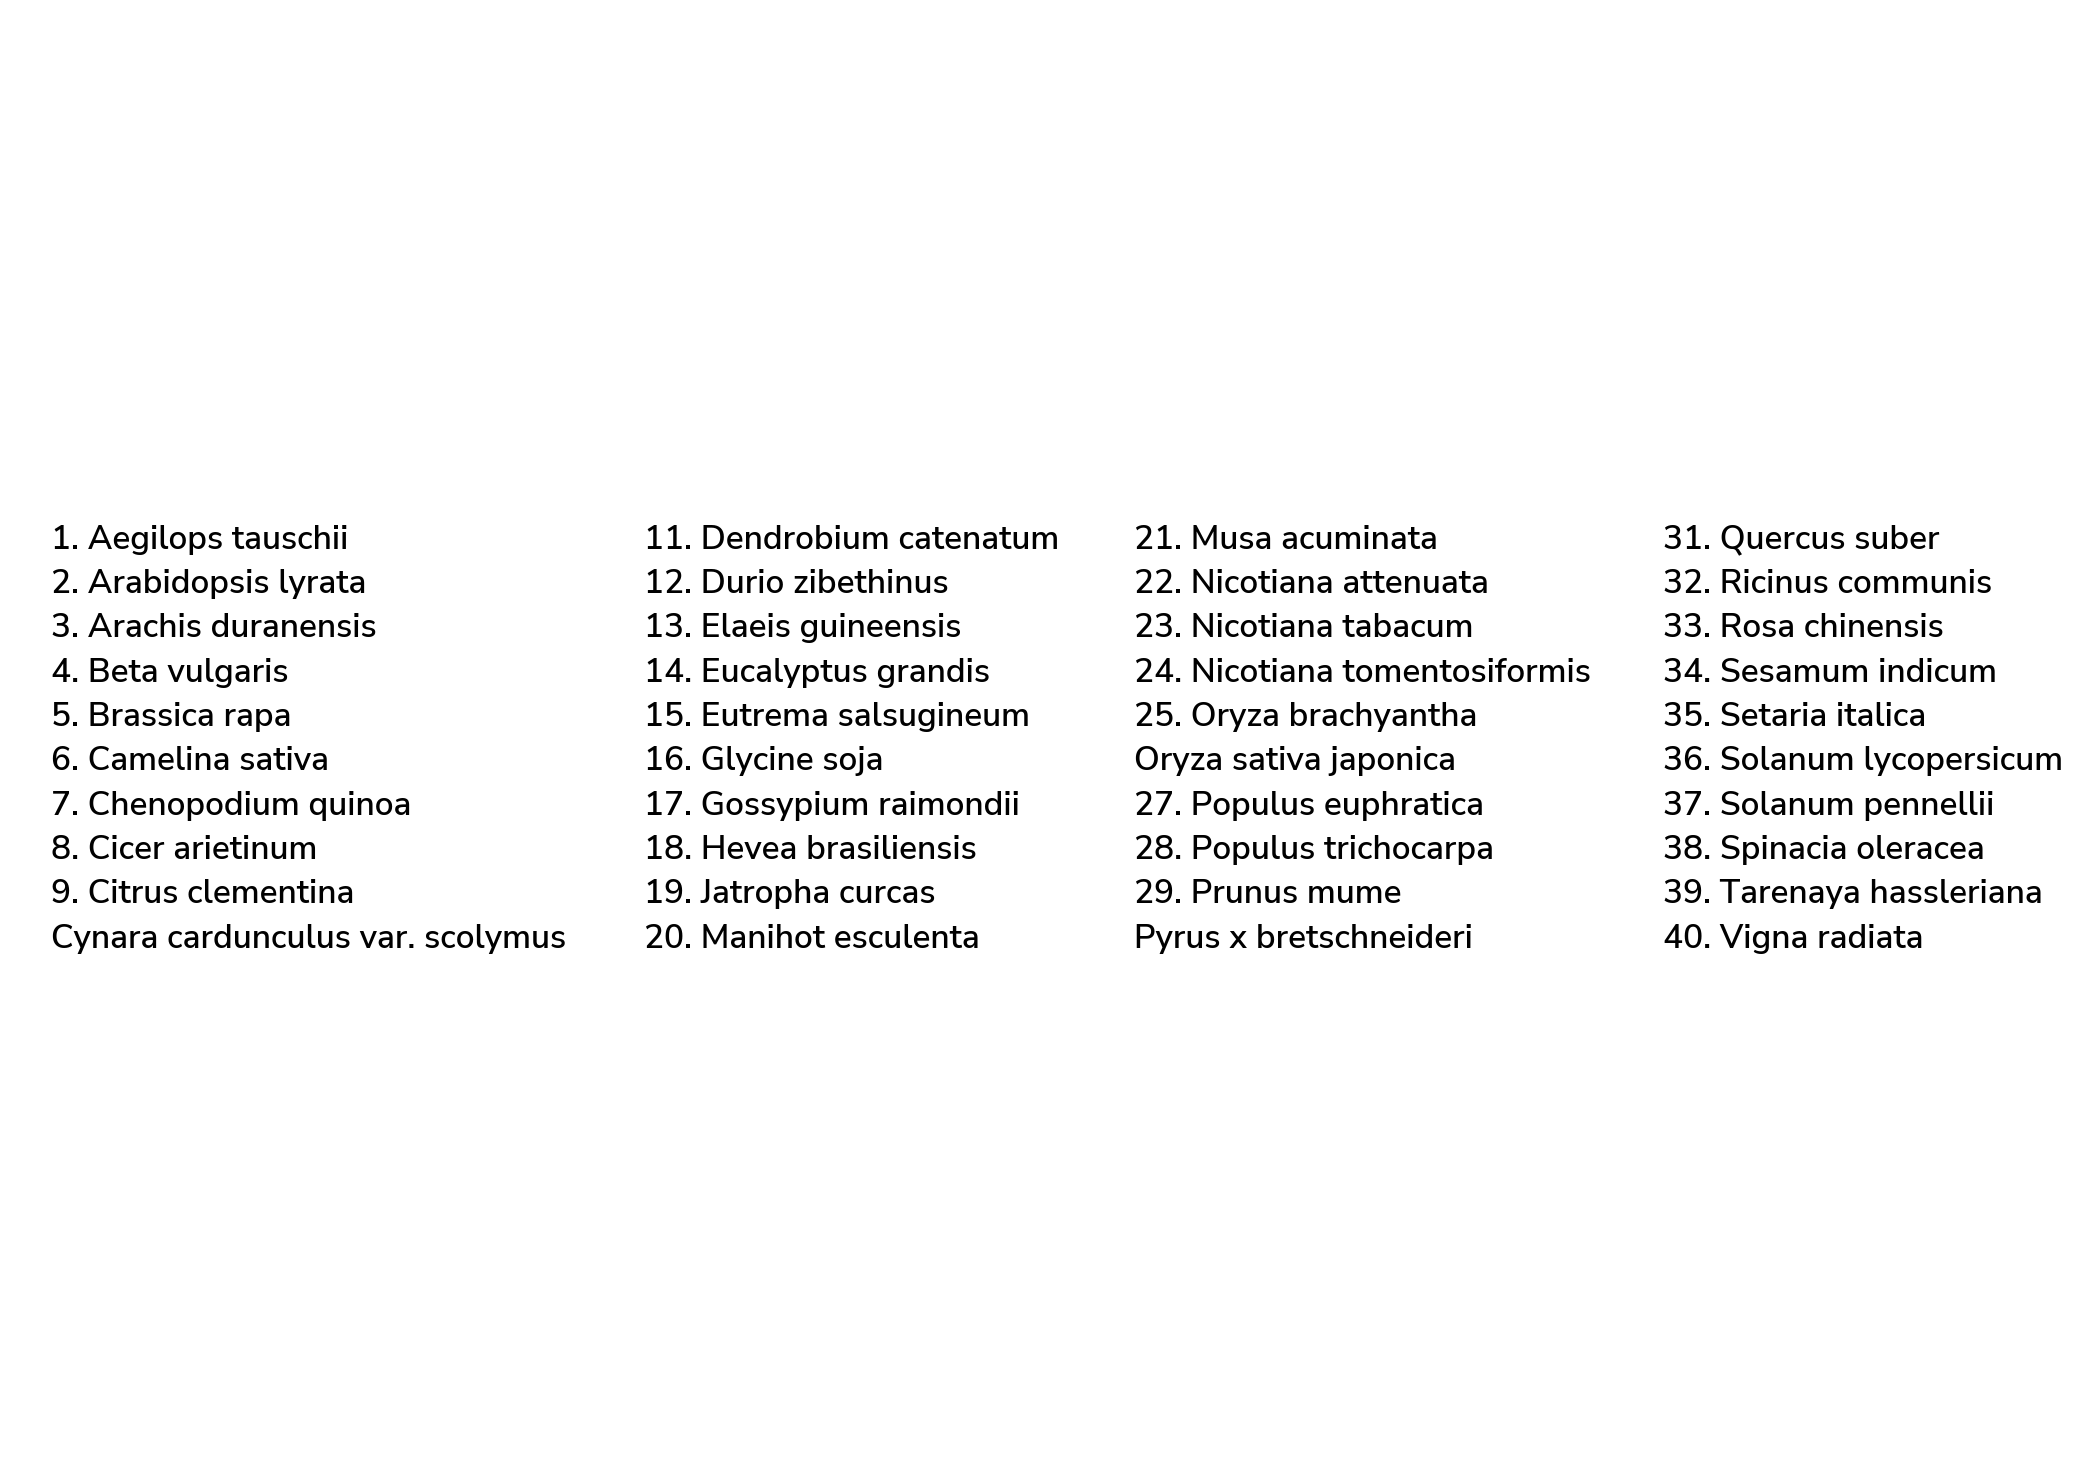 1. Aegilops tauschii
2. Arabidopsis lyrata
3. Arachis duranensis
4. Beta vulgaris
5. Brassica rapa
6. Camelina sativa
7. Chenopodium quinoa
8. Cicer arietinum
9. Citrus clementina
Cynara cardunculus var. scolymus
11. Dendrobium catenatum
12. Durio zibethinus
13. Elaeis guineensis
14. Eucalyptus grandis
15. Eutrema salsugineum
16. Glycine soja
17. Gossypium raimondii
18. Hevea brasiliensis
19. Jatropha curcas
20. Manihot esculenta
21. Musa acuminata
22. Nicotiana attenuata
23. Nicotiana tabacum
24. Nicotiana tomentosiformis
25. Oryza brachyantha
Oryza sativa japonica
27. Populus euphratica
28. Populus trichocarpa
29. Prunus mume
Pyrus x bretschneideri
31. Quercus suber
32. Ricinus communis
33. Rosa chinensis
34. Sesamum indicum
35. Setaria italica
36. Solanum lycopersicum
37. Solanum pennellii
38. Spinacia oleracea
39. Tarenaya hassleriana
40. Vigna radiata